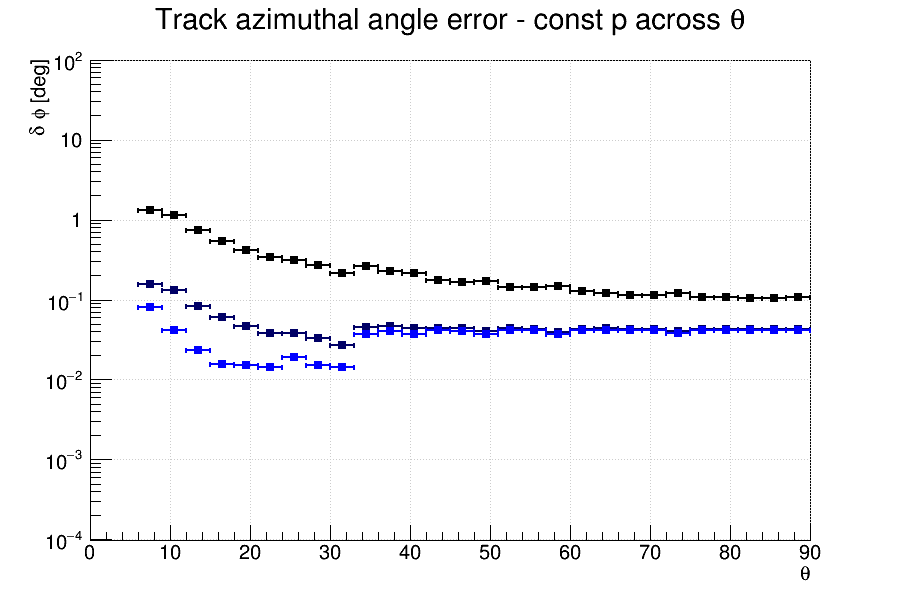 Track azimuthal angle error - const p across θ
δ ϕ [deg]
10²
10
1
10⁻¹
10⁻²
10⁻³
10⁻⁴
0 10 20 30 40 50 60 70 80 90
θ